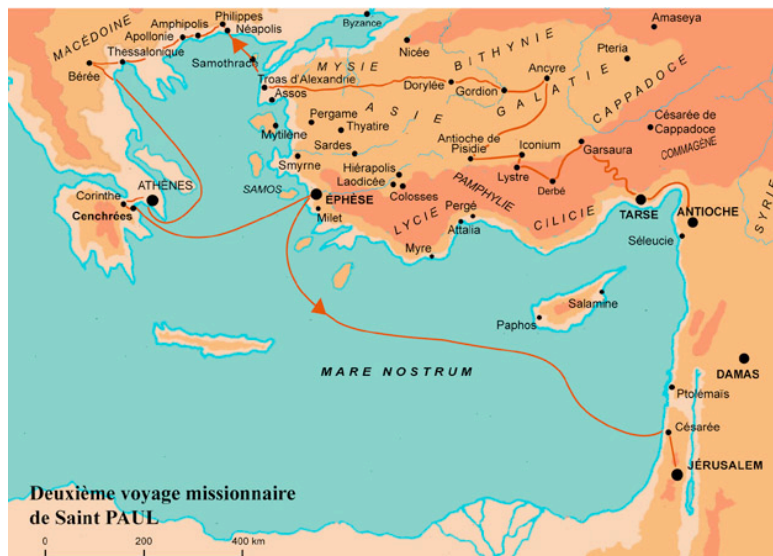 Philippes
Amphipolis
Néapolis
Apollonie
MACÉDOINE
Thessalonique
Bérée
Samothrace
Byzance
Nicée
BITHYNIE
Amaseya
Pteria
MYSIE
Troas d'Alexandrie
Assos
Dorylée
Gordion
Ancyre
GALATIE
CAPPADOCE
ASIE
Pergame
Thyatire
Mytilène
Sardes
Smyrne
Antioche de
Pisidie
Iconium
Garsaura
Césarée de
Cappadoce
COMMAGÈNE
Hiérapolis
Laodicée
Colosses
Lystre
Derbé
SAMOS
ÉPHÈSE
Milet
PAMPHYLIE
LYCIE
Pergé
Attalia
CILICIE
Myre
TARSE
ANTIOCHE
Séleucie
SYRIE
Corinthe
ATHÈNES
Cenchrées
Salamine
Paphos
MARE NOSTRUM
DAMAS
Ptolémaïs
Césarée
JÉRUSALEM
Deuxième voyage missionnaire
de Saint PAUL
0 200 400 km